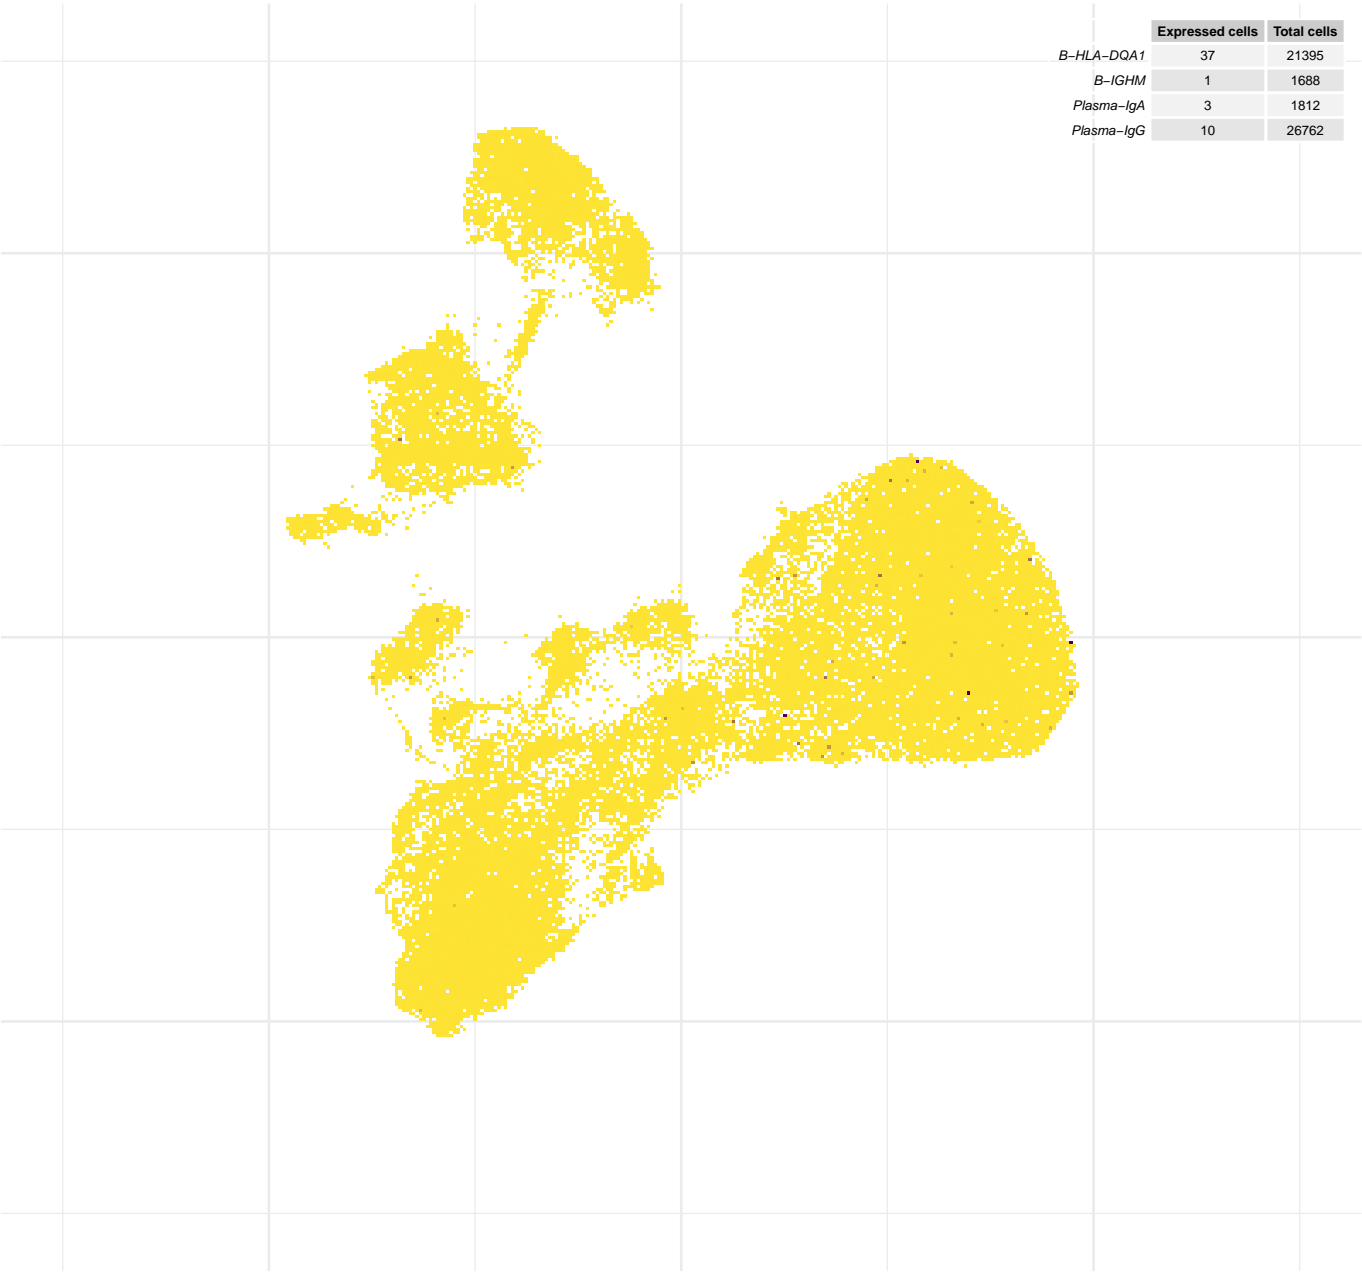 Expressed cells Total cells
B−HLA−DQA1 37 21395
B−IGHM 1 1688
Plasma−IgA 3 1812
Plasma−IgG 10 26762